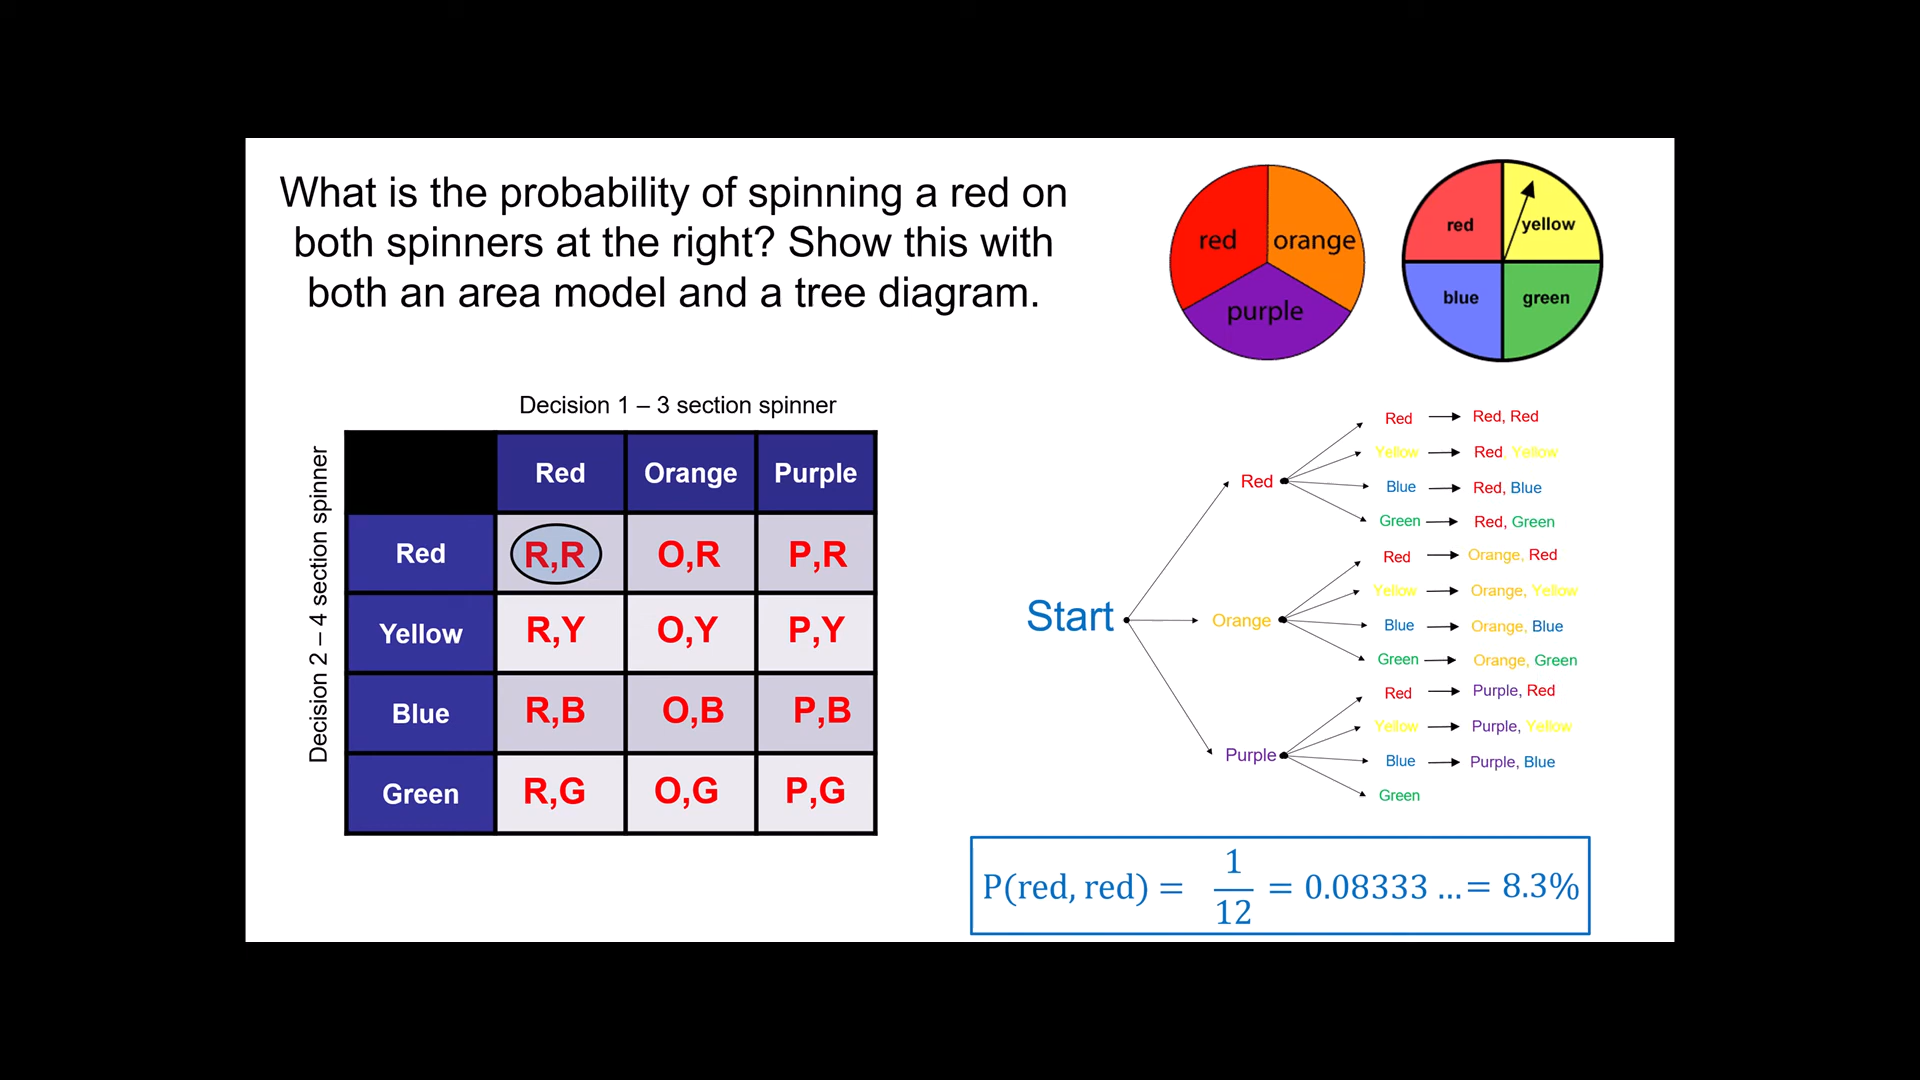 What is the probability of spinning a red on
both spinners at the right? Show this with
both an area model and a tree diagram.
red
orange
purple
red
yellow
blue
green
Decision 1 – 3 section spinner
Decision 2 – 4 section spinner
Red Orange Purple
Red R,R O,R P,R
Yellow R,Y O,Y P,Y
Blue R,B O,B P,B
Green R,G O,G P,G
Start
Red
Red Red, Red
Yellow Red, Yellow
Blue Red, Blue
Green Red, Green
Orange
Red Orange, Red
Yellow Orange, Yellow
Blue Orange, Blue
Green Orange, Green
Purple
Red Purple, Red
Yellow Purple, Yellow
Blue Purple, Blue
Green
P(red, red) = 1/12 = 0.08333 ...= 8.3%